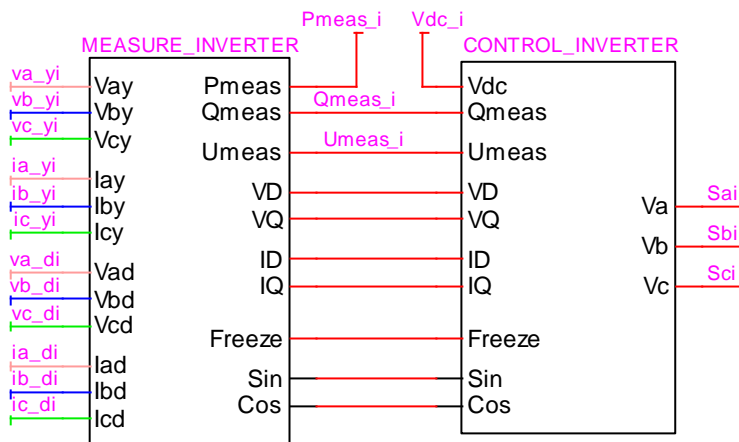 Pmeas_i Vdc_i
MEASURE_INVERTER CONTROL_INVERTER
va_yi Vay Pmeas Vdc
vb_yi Vby Qmeas Qmeas_i Qmeas
vc_yi Vcy Umeas Umeas_i Umeas
ia_yi Iay
ib_yi Iby VD VD Va Sai
ic_yi Icy VQ VQ
Vb Sbi
va_di Vad ID ID
vb_di Vbd IQ IQ Vc Sci
vc_di Vcd
Freeze Freeze
ia_di Iad
ib_di Ibd Sin Sin
ic_di Icd Cos Cos